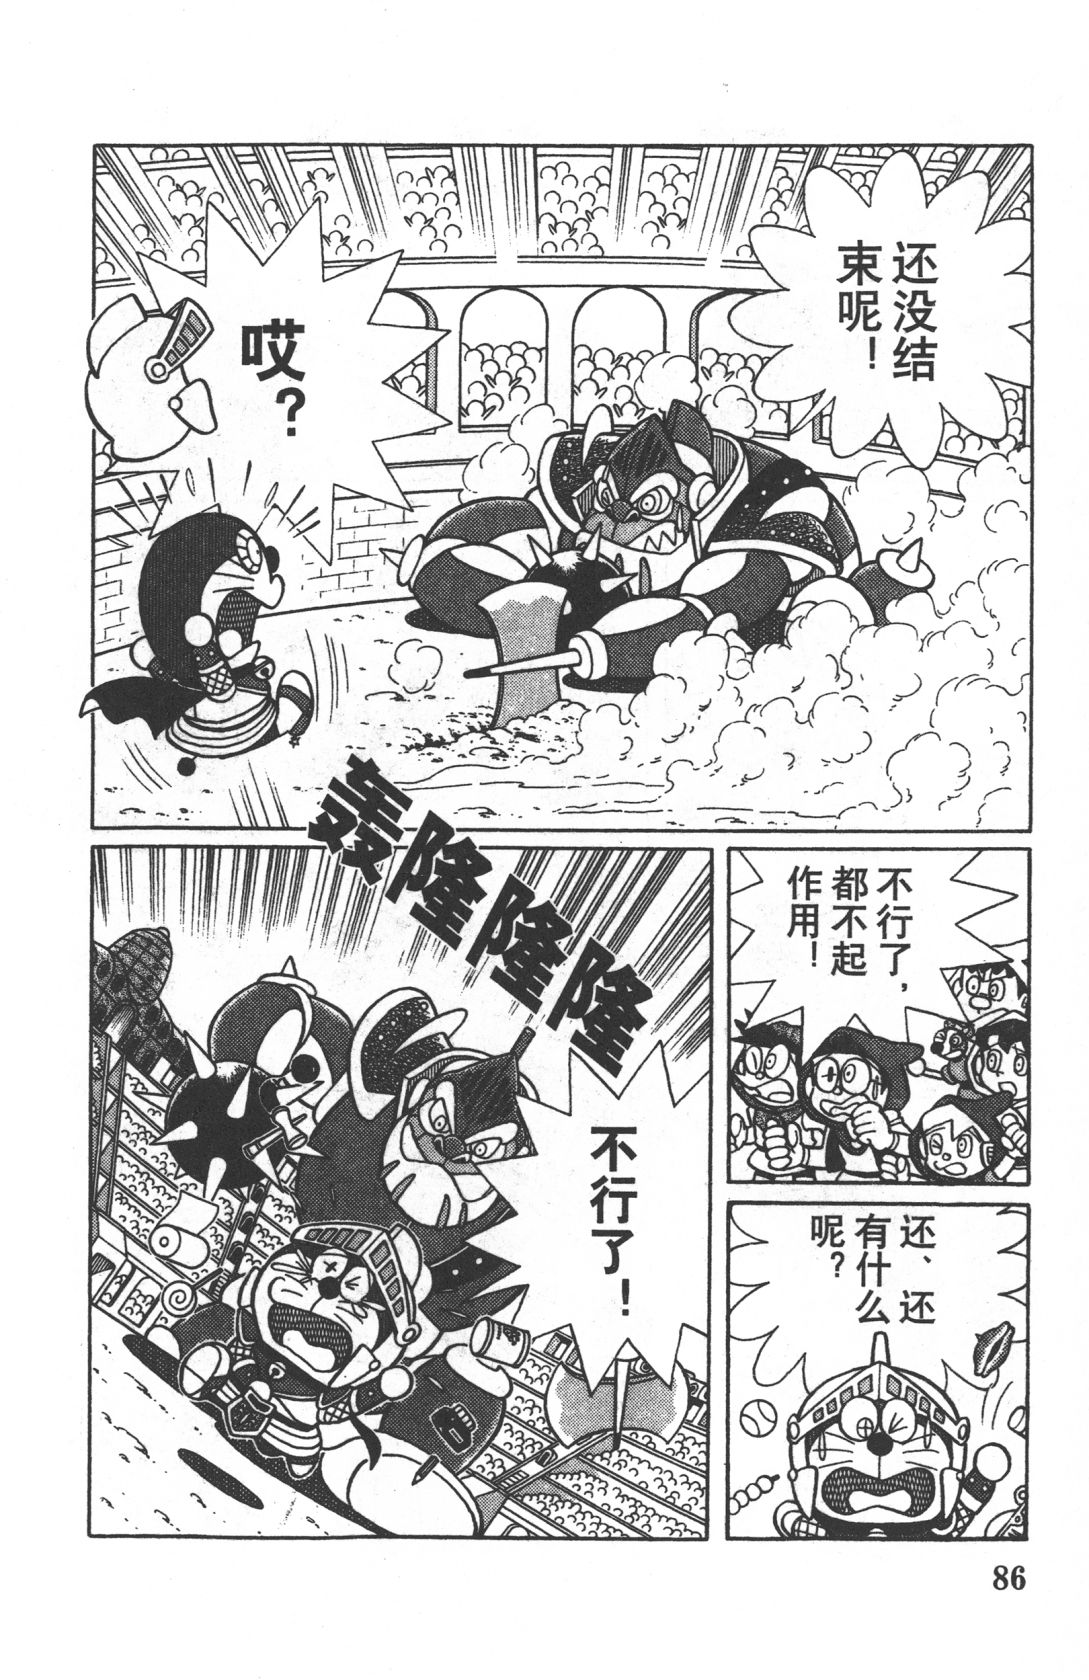 还没结
束呢！
哎？
轰隆隆隆
不行了，
都不起
作用！
还、还
有什么
呢？
不行了！
86